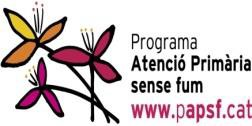 Programa
Atenció Primària
sense fum
www.papsf.cat